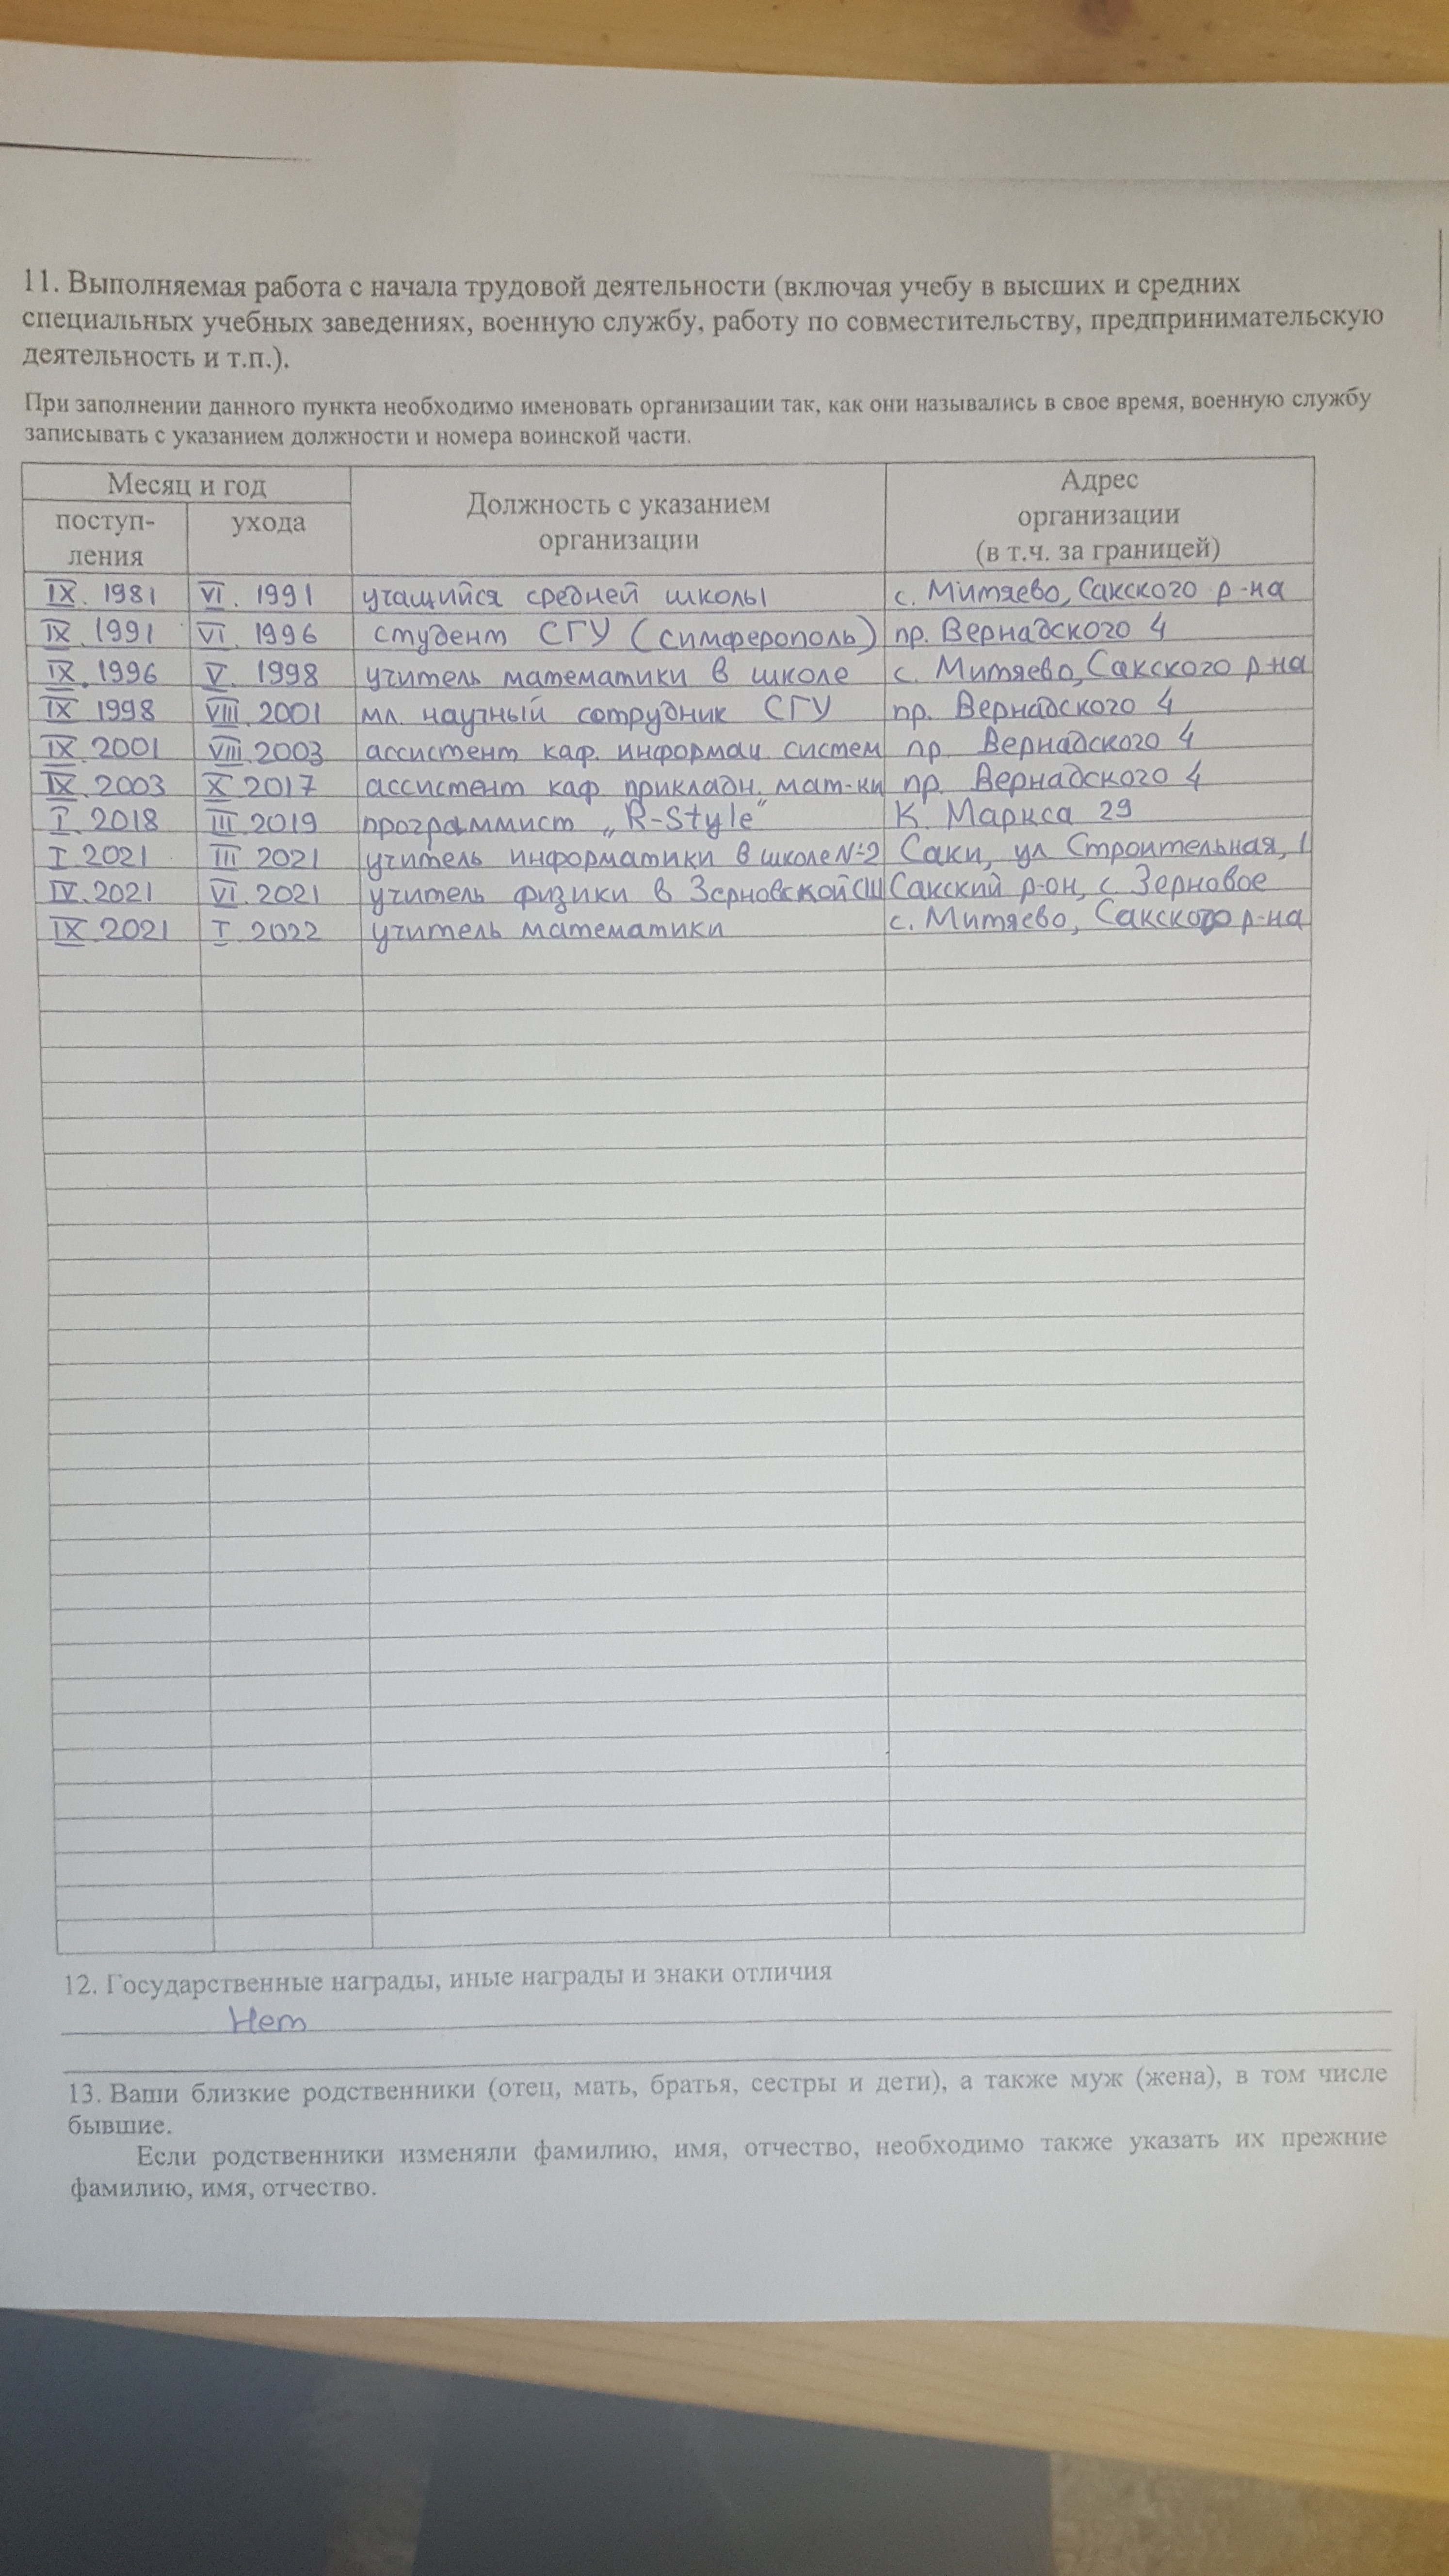 11. Выполняемая работа с начала трудовой деятельности (включая учебу в высших и средних
специальных учебных заведениях, военную службу, работу по совместительству, предпринимательскую
деятельность и т.п.).
При заполнении данного пункта необходимо именовать организации так, как они назывались в свое время, военную службу
записывать с указанием должности и номера воинской части.
Месяц и год
поступ-
ления
ухода
Должность с указанием
организации
Адрес
организации
(в т.ч. за границей)
IX. 1981 VI. 1991 учащийся средней школы с. Митяево, Сакского р-на
IX. 1991 VI. 1996 студент СГУ (симферополь) пр. Вернадского 4
IX. 1996 V. 1998 учитель математики в школе с. Митяево, Сакского р-на
IX 1998 VIII. 2001 мл. научный сотрудник СГУ пр. Вернадского 4
IX. 2001 VIII. 2003 ассистент каф. информац. систем пр. Вернадского 4
IX. 2003 X. 2017 ассистент каф. прикладн. мат-ки пр. Вернадского 4
I. 2018 III. 2019 программист „R-Style" К. Маркса 29
I 2021 III 2021 учитель информатики в школе №2 Саки, ул Строительная, 1
IV. 2021 VI. 2021 учитель физики в Зерновской СШ Сакский р-он, с. Зерновое
IX. 2021 I. 2022 учитель математики с. Митяево, Сакского р-на
12. Государственные награды, иные награды и знаки отличия
Нет
13. Ваши близкие родственники (отец, мать, братья, сестры и дети), а также муж (жена), в том числе
бывшие.
Если родственники изменяли фамилию, имя, отчество, необходимо также указать их прежние
фамилию, имя, отчество.